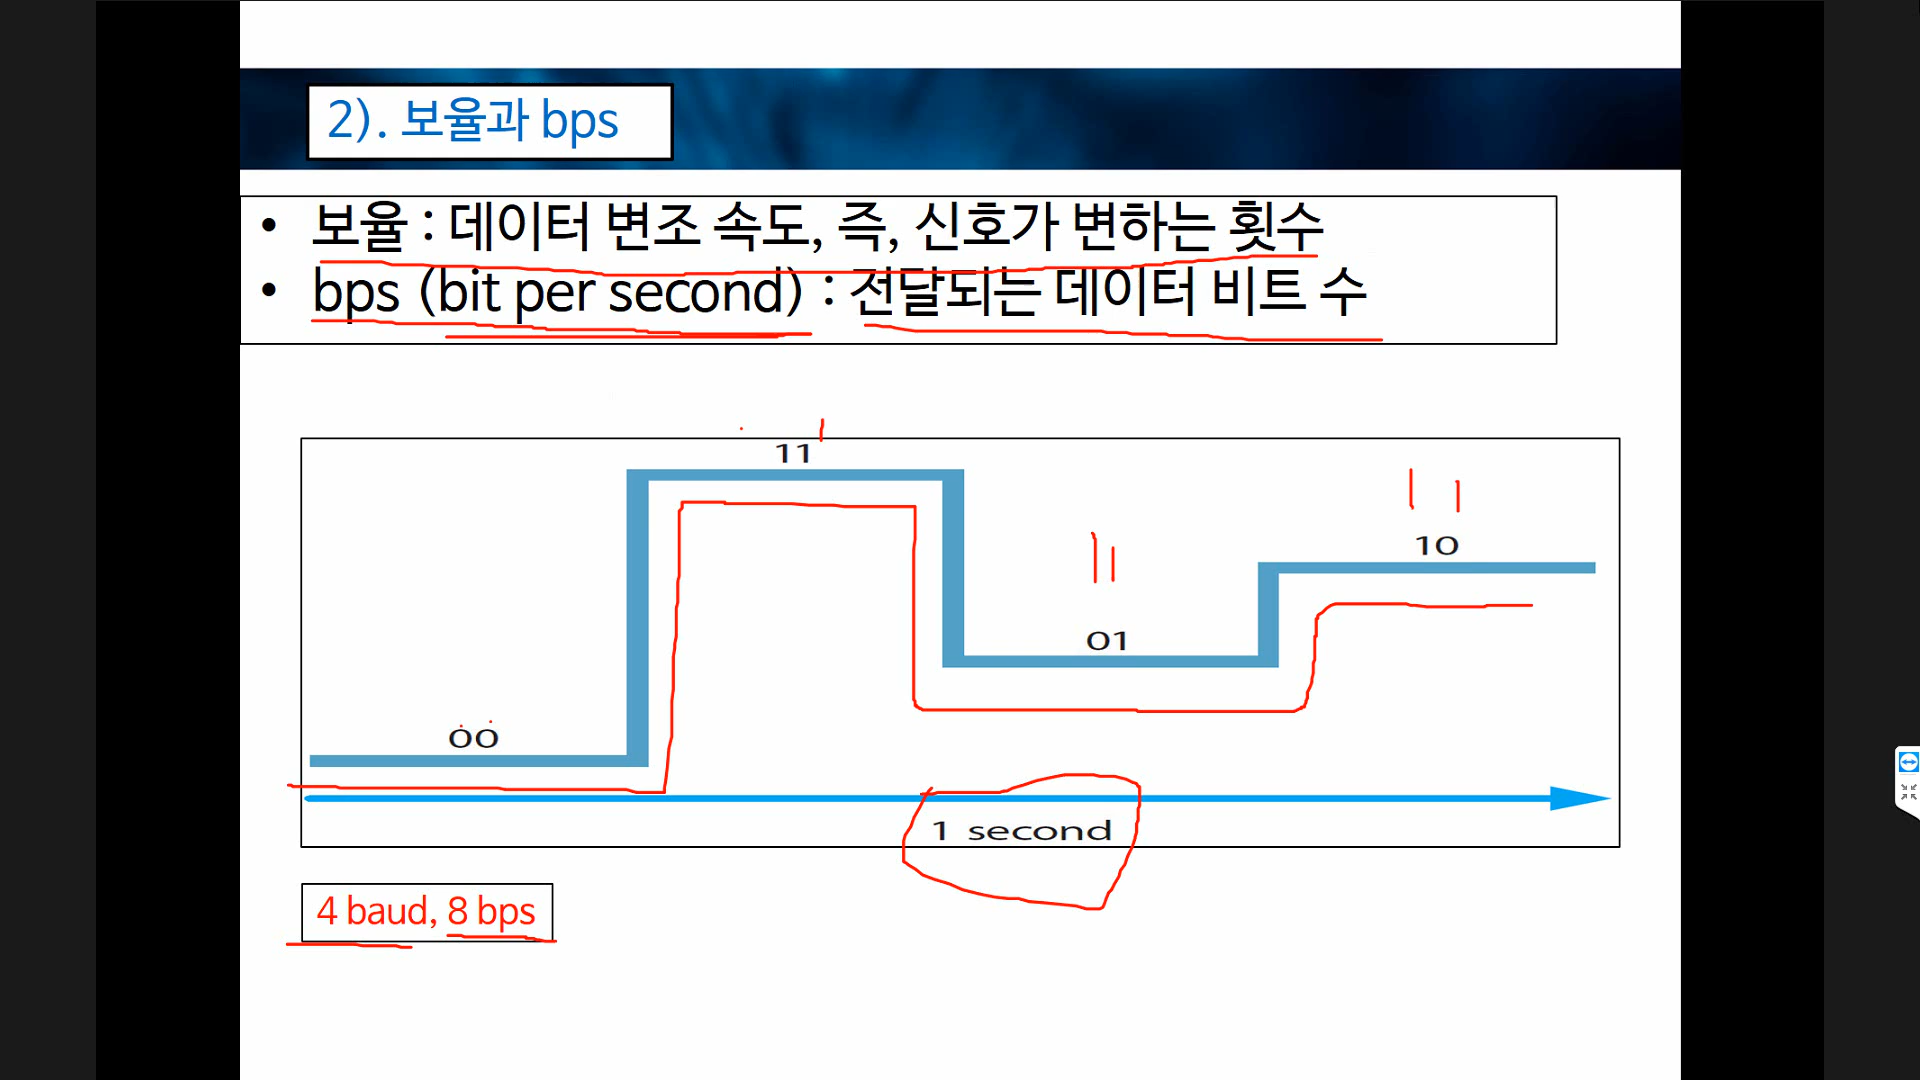 2). 보율과 bps
• 보율 : 데이터 변조 속도, 즉, 신호가 변하는 횟수
• bps (bit per second) : 전달되는 데이터 비트 수
11
10
01
00
1 second
4 baud, 8 bps